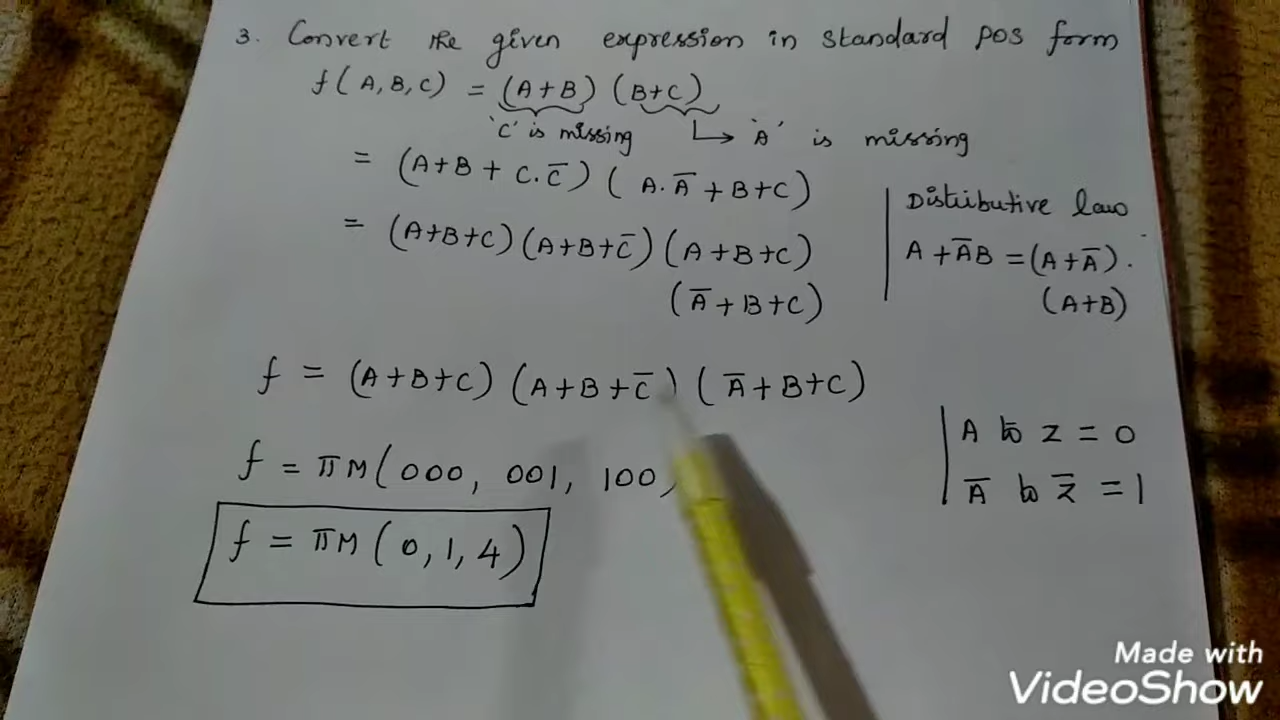 3. Convert the given expression in standard pos form
f(A,B,C) = (A+B) (B+C)
'C' is missing 'A' is missing
= (A+B + C.C̅) ( A.A̅ + B+C)
= (A+B+C) (A+B+C̅) (A+B+C)
(A̅+B+C)
Distributive law
A + A̅B = (A+A̅).
(A+B)
f = (A+B+C) (A+B+C̅) (A̅+B+C)
f = πM(000, 001, 100,
f = πM (0,1,4)
A to Z = 0
A̅ to Z̅ = 1
Made with
VideoShow